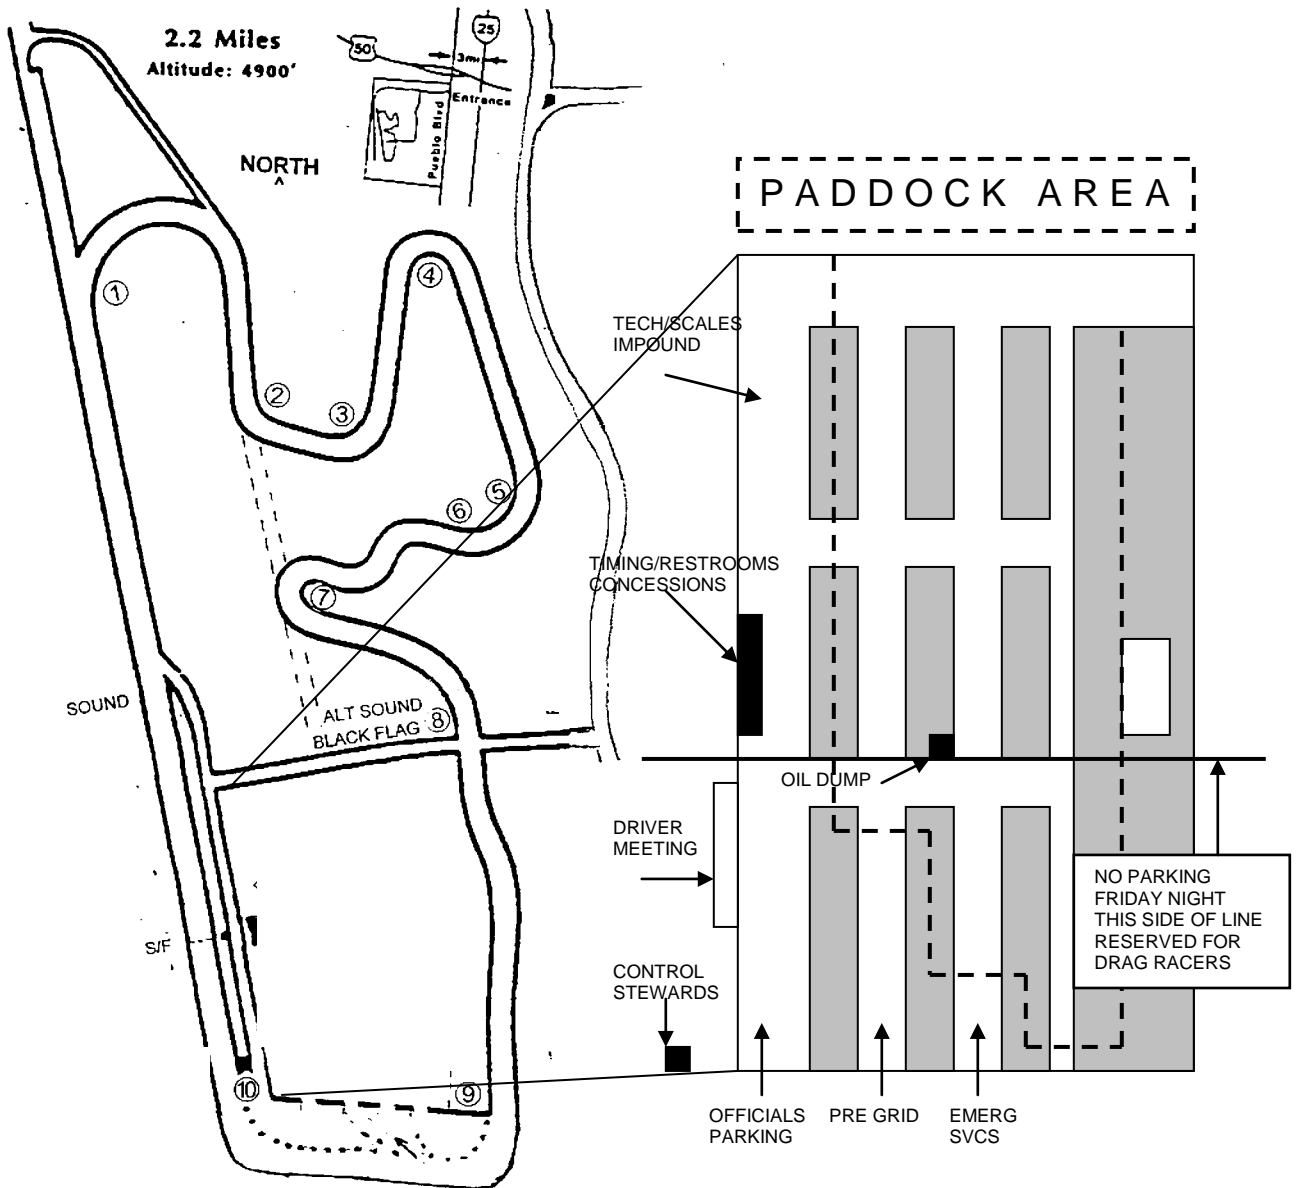 2.2 Miles
Altitude: 4900'
50
25
3mi
Entrance
Pueblo Blvd
NORTH
^
PADDOCK AREA
1
2
3
4
5
6
7
8
9
10
SOUND
ALT SOUND
BLACK FLAG
S/F
TECH/SCALES
IMPOUND
TIMING/RESTROOMS
CONCESSIONS
OIL DUMP
DRIVER
MEETING
CONTROL
STEWARDS
NO PARKING
FRIDAY NIGHT
THIS SIDE OF LINE
RESERVED FOR
DRAG RACERS
OFFICIALS
PARKING
PRE GRID
EMERG
SVCS